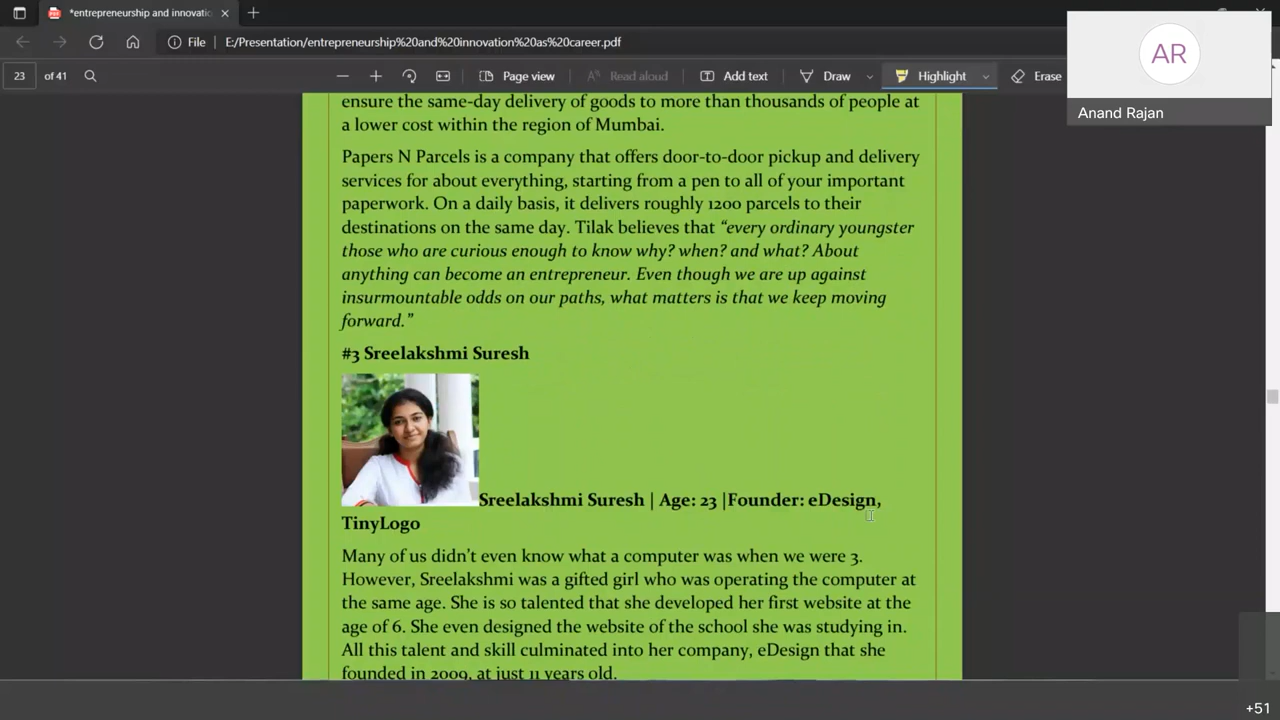 *entrepreneurship and innovatio
File
E:/Presentation/entrepreneurship%20and%20innovation%20as%20career.pdf
AR
Anand Rajan
23 of 41
Page view
Read aloud
Add text
Draw
Highlight
Erase
ensure the same-day delivery of goods to more than thousands of people at
a lower cost within the region of Mumbai.
Papers N Parcels is a company that offers door-to-door pickup and delivery
services for about everything, starting from a pen to all of your important
paperwork. On a daily basis, it delivers roughly 1200 parcels to their
destinations on the same day. Tilak believes that “every ordinary youngster
those who are curious enough to know why? when? and what? About
anything can become an entrepreneur. Even though we are up against
insurmountable odds on our paths, what matters is that we keep moving
forward.”
#3 Sreelakshmi Suresh
Sreelakshmi Suresh | Age: 23 |Founder: eDesign,
TinyLogo
Many of us didn’t even know what a computer was when we were 3.
However, Sreelakshmi was a gifted girl who was operating the computer at
the same age. She is so talented that she developed her first website at the
age of 6. She even designed the website of the school she was studying in.
All this talent and skill culminated into her company, eDesign that she
founded in 2009, at just 11 years old.
+51